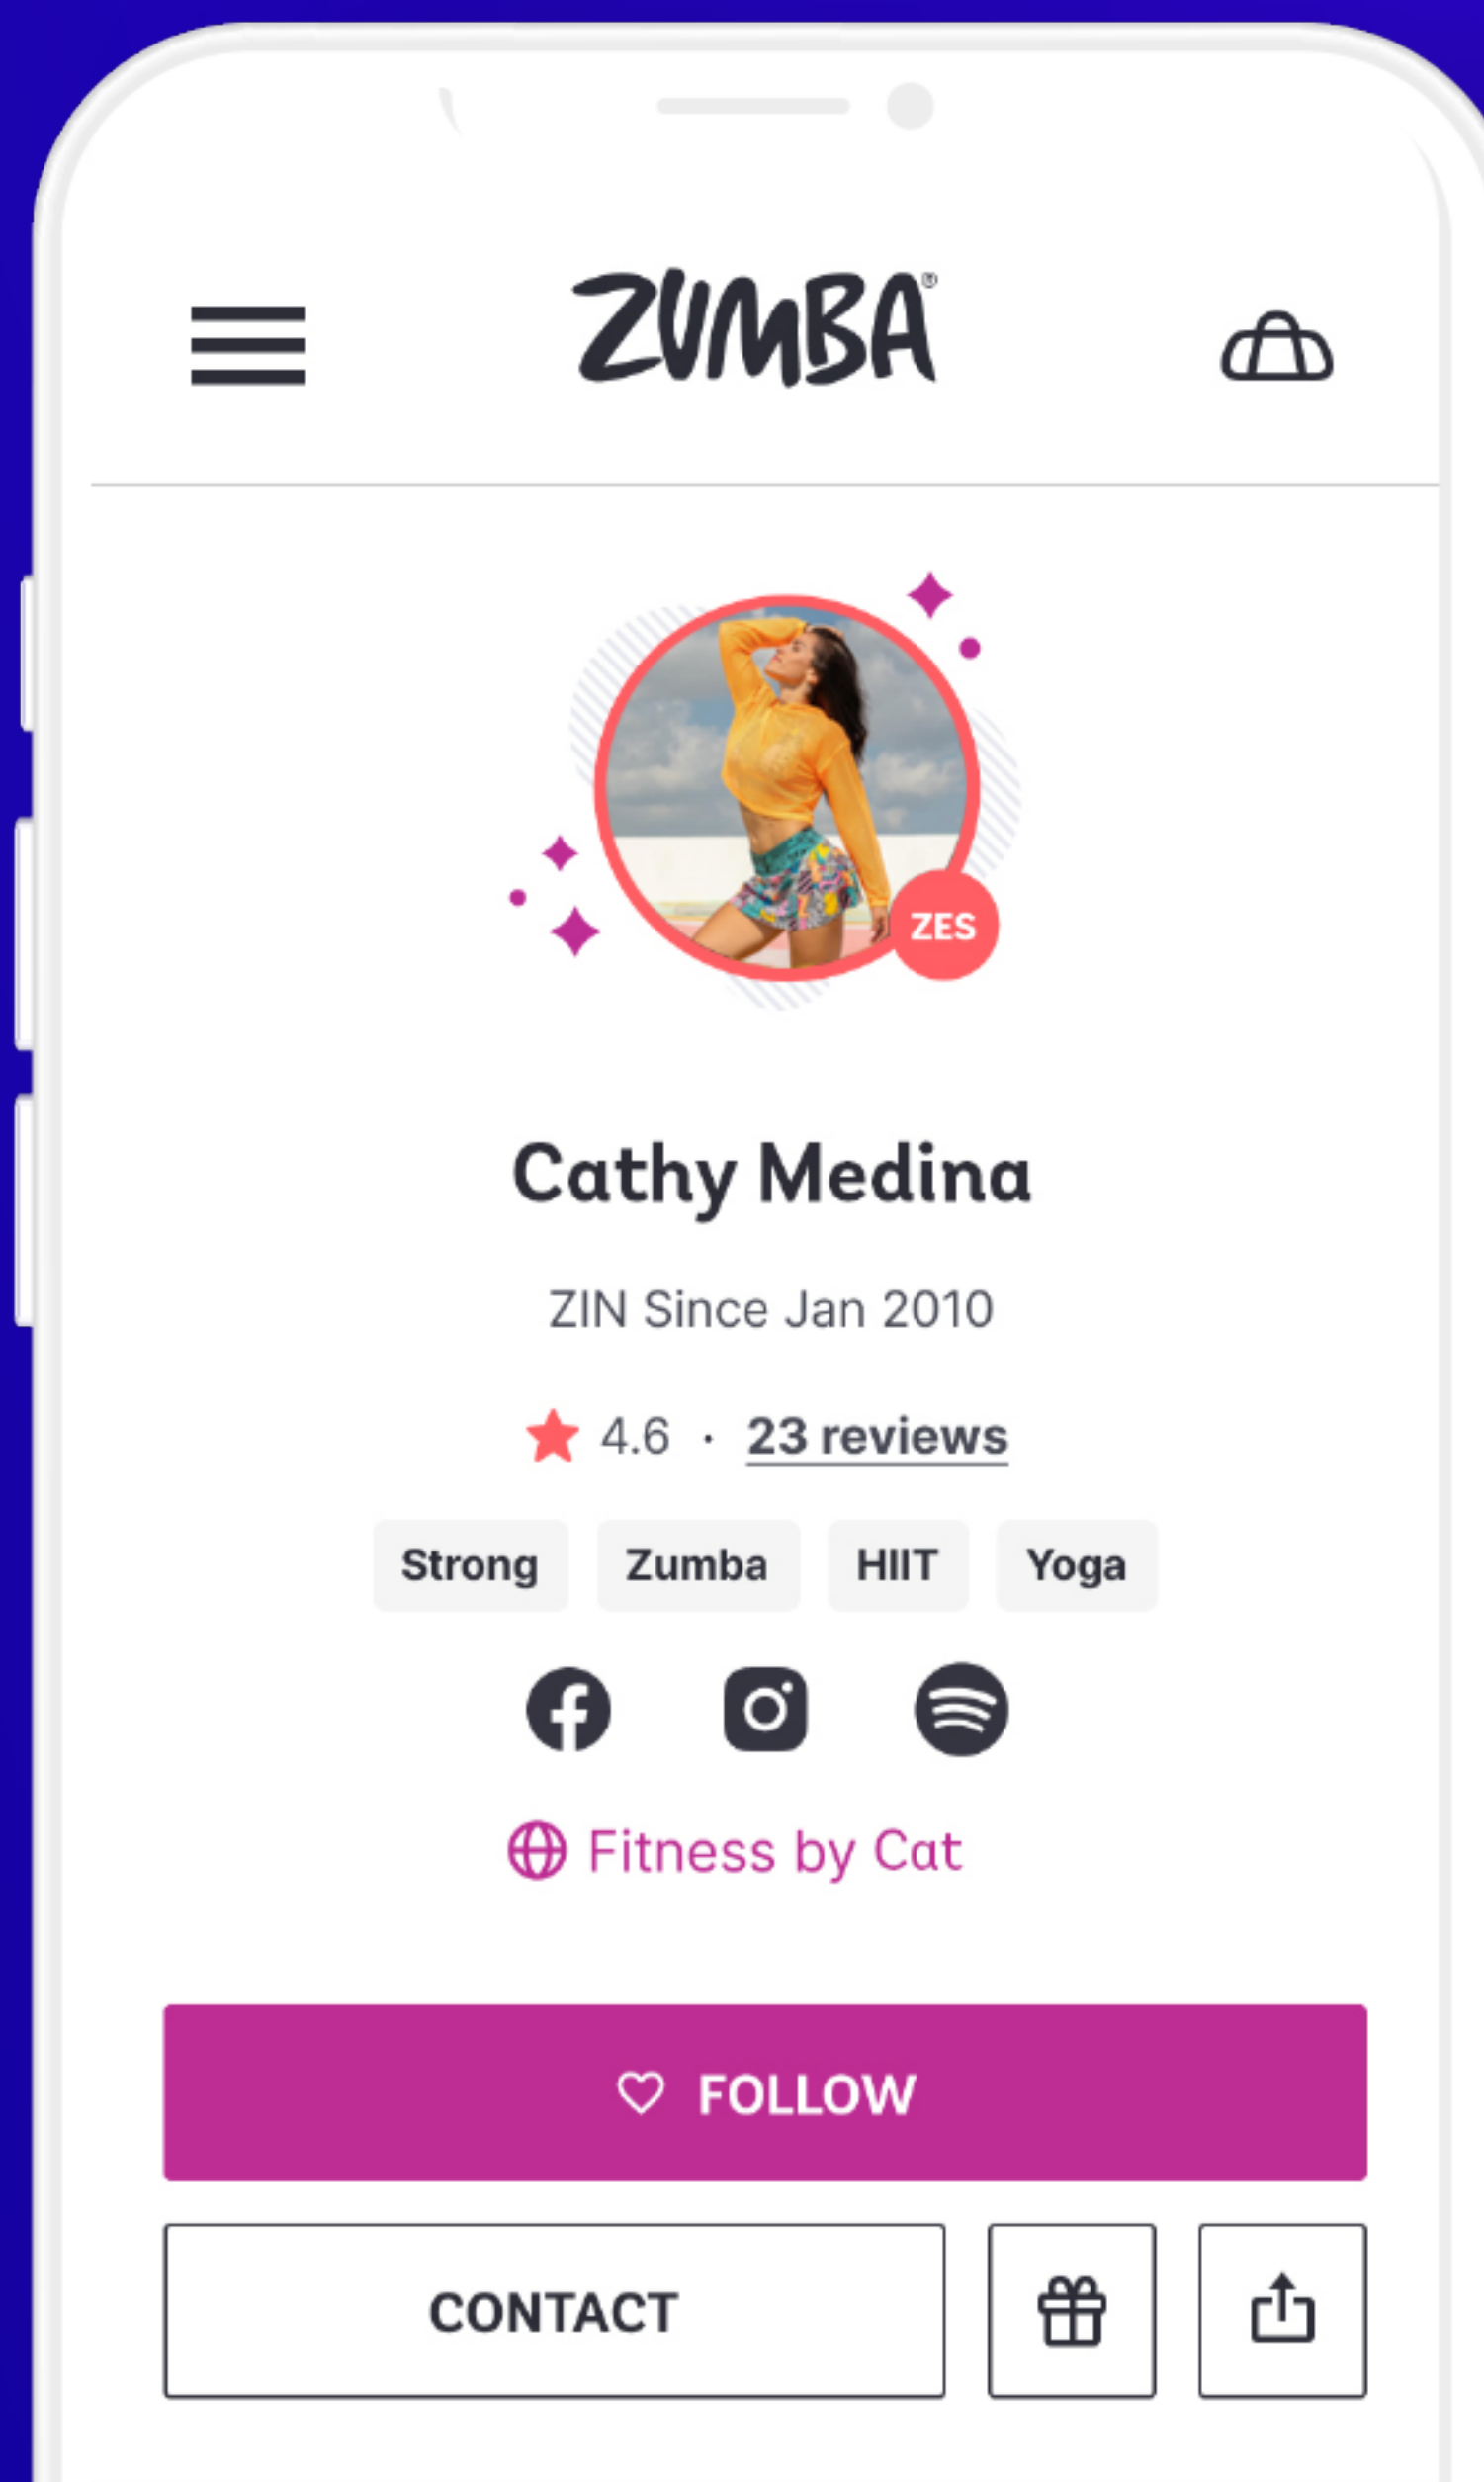 ZUMBA®
ZES
Cathy Medina
ZIN Since Jan 2010
4.6 · 23 reviews
Strong Zumba HIIT Yoga
Fitness by Cat
FOLLOW
CONTACT